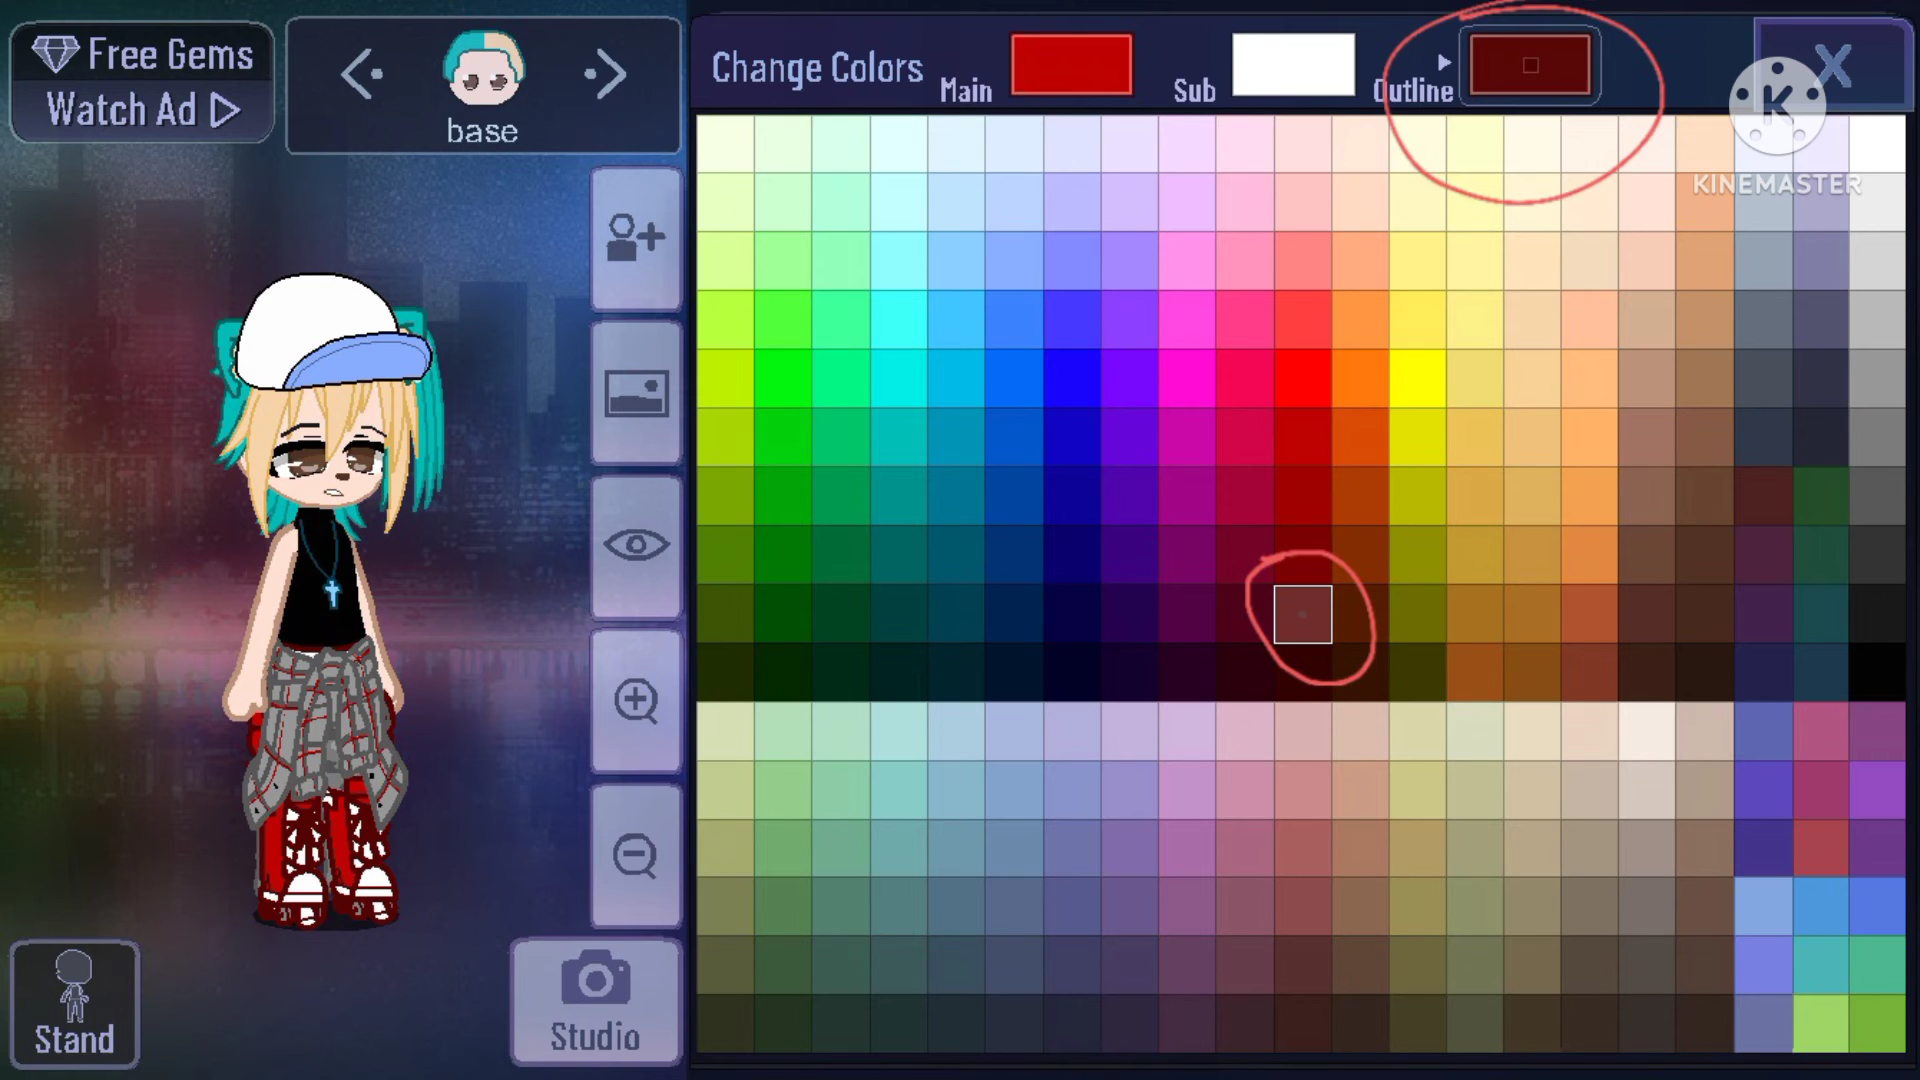 Free Gems
Watch Ad
base
Change Colors
Main
Sub
Outline
X
K
KINEMASTER
Stand
Studio